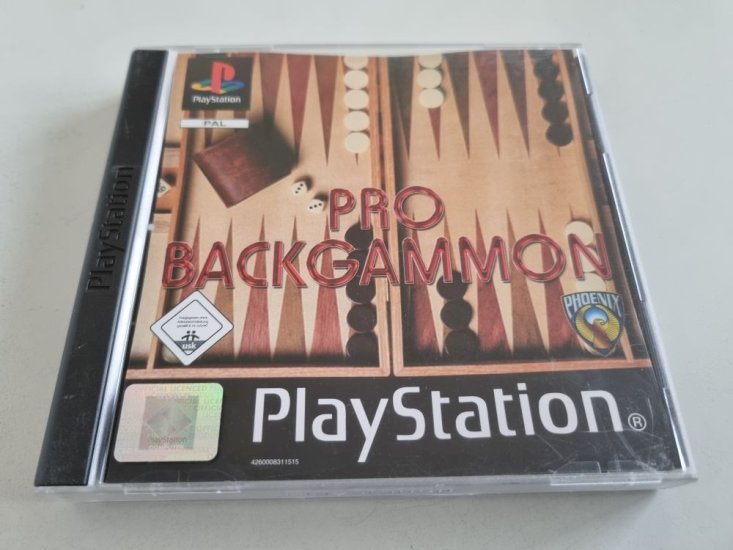 PlayStation
PAL
PlayStation
PRO
BACKGAMMON
PHOENIX
usk
PlayStation
PlayStation®
4260008311515